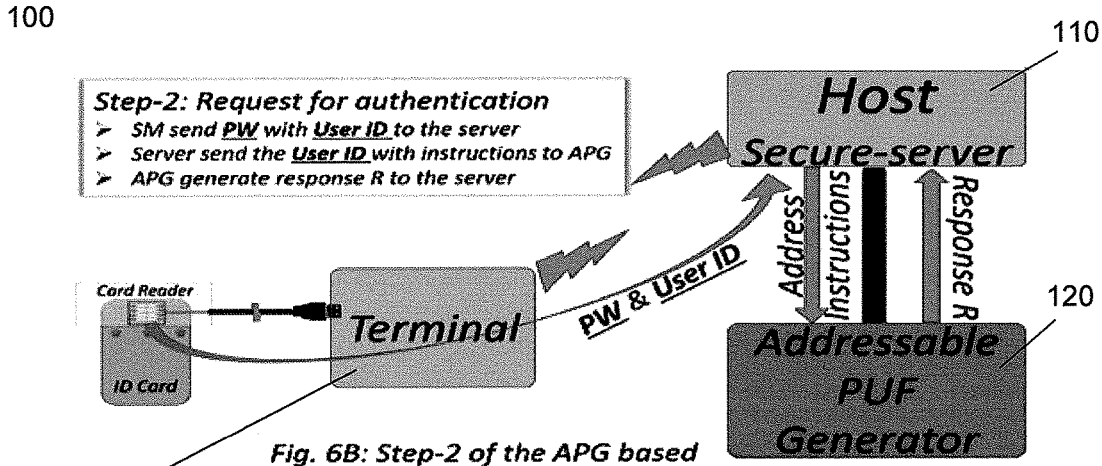 100
110
Step-2: Request for authentication
➢ SM send PW with User ID to the server
➢ Server send the User ID with instructions to APG
➢ APG generate response R to the server
Host
Secure-server
Address
Instructions
Response R
PW & User ID
Card Reader
ID Card
Terminal
120
Addressable
PUF
Generator
Fig. 6B: Step-2 of the APG based